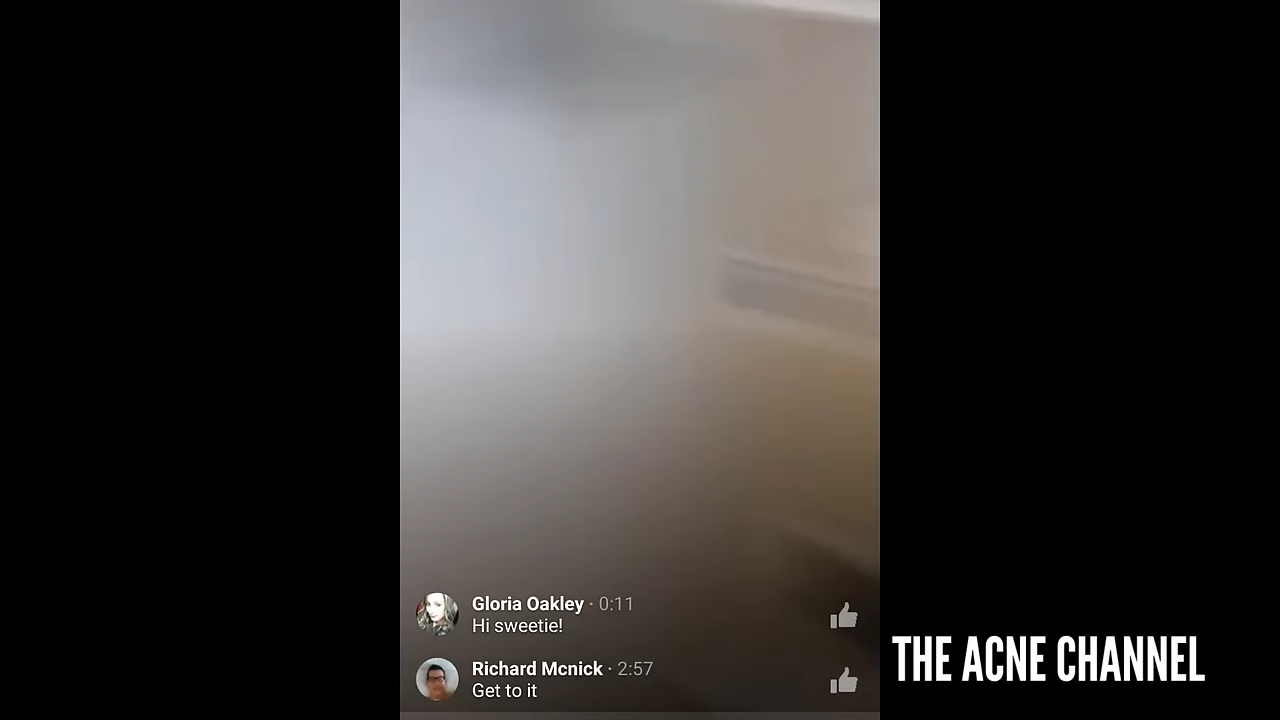 Gloria Oakley · 0:11
Hi sweetie!
Richard Mcnick · 2:57
Get to it
THE ACNE CHANNEL